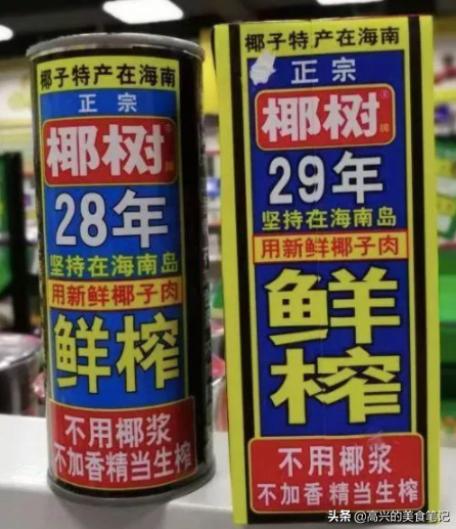 椰子特产在海南
正宗
椰树
28年
坚持在海南岛
用新鲜椰子肉
鲜榨
不用椰浆
不加香精当生榨
椰子特产在海南
正宗
椰树
29年
坚持在海南岛
用新鲜椰子肉
鲜
榨
不用椰浆
不加香精当生榨
头条 @高兴的美食笔记